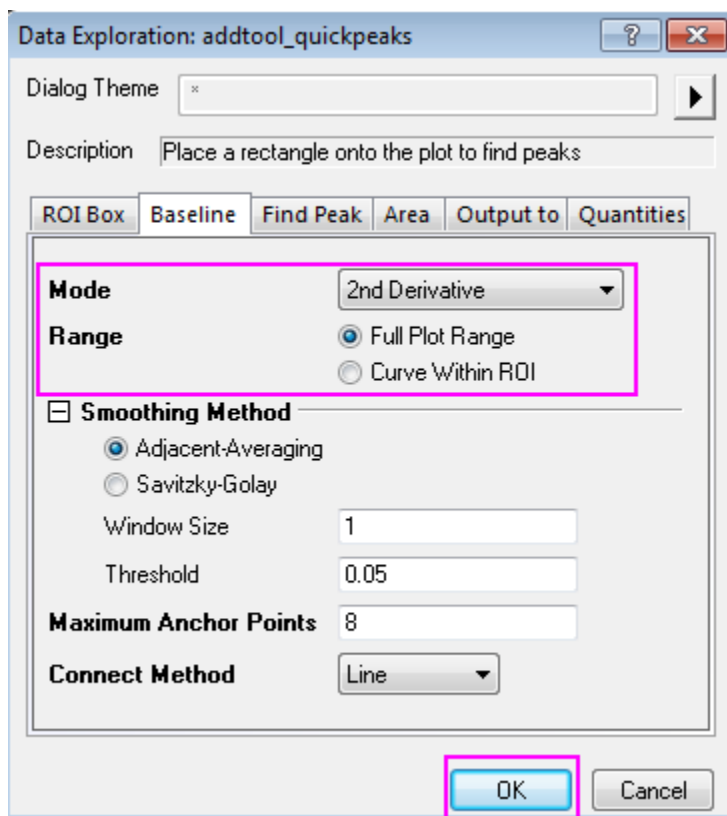 Data Exploration: addtool_quickpeaks ?
Dialog Theme *
Description Place a rectangle onto the plot to find peaks
ROI Box Baseline Find Peak Area Output to Quantities
Mode 2nd Derivative
Range Full Plot Range
Curve Within ROI
Smoothing Method
Adjacent-Averaging
Savitzky-Golay
Window Size 1
Threshold 0.05
Maximum Anchor Points 8
Connect Method Line
OK Cancel